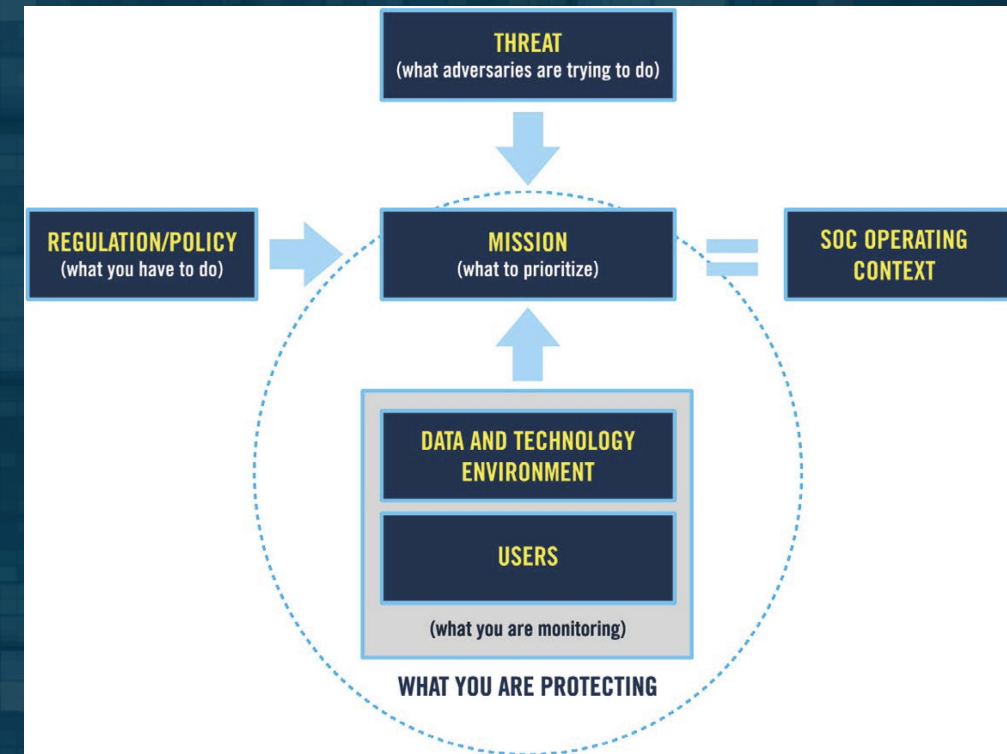 THREAT
(what adversaries are trying to do)
REGULATION/POLICY
(what you have to do)
MISSION
(what to prioritize)
SOC OPERATING
CONTEXT
DATA AND TECHNOLOGY
ENVIRONMENT
USERS
(what you are monitoring)
WHAT YOU ARE PROTECTING